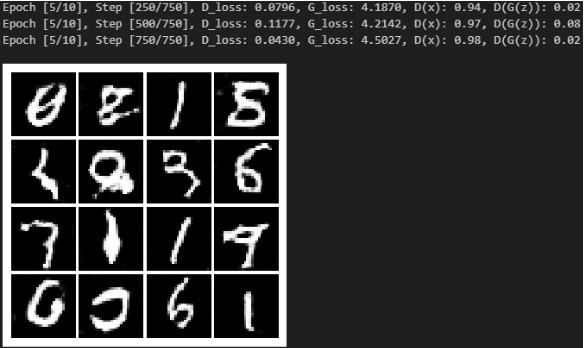 Epoch [5/10], Step [250/750], D_loss: 0.0796, G_loss: 4.1870, D(x): 0.94, D(G(z)): 0.02
Epoch [5/10], Step [500/750], D_loss: 0.1177, G_loss: 4.2142, D(x): 0.97, D(G(z)): 0.08
Epoch [5/10], Step [750/750], D_loss: 0.0430, G_loss: 4.5027, D(x): 0.98, D(G(z)): 0.02